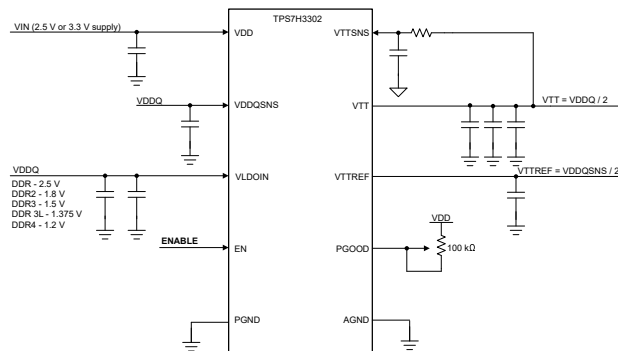 TPS7H3302
VIN (2.5 V or 3.3 V supply)
VDD
VTTSNS
VDDQ
VDDQSNS
VTT
VTT = VDDQ / 2
VDDQ
VLDOIN
VTTREF
VTTREF = VDDQSNS / 2
DDR - 2.5 V
DDR2 - 1.8 V
DDR3 - 1.5 V
DDR 3L - 1.375 V
DDR4 - 1.2 V
VDD
ENABLE
EN
PGOOD
100 kΩ
PGND
AGND